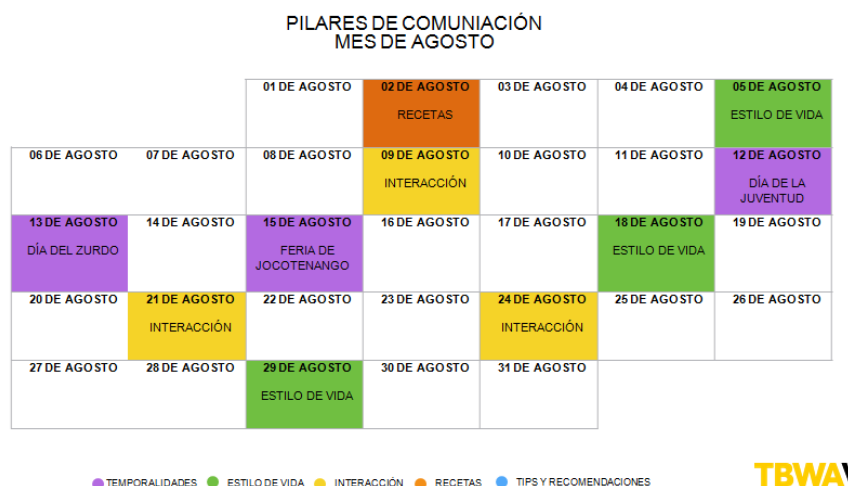 PILARES DE COMUNIACIÓN
MES DE AGOSTO
01 DE AGOSTO 02 DE AGOSTO 03 DE AGOSTO 04 DE AGOSTO 05 DE AGOSTO
RECETAS ESTILO DE VIDA
06 DE AGOSTO 07 DE AGOSTO 08 DE AGOSTO 09 DE AGOSTO 10 DE AGOSTO 11 DE AGOSTO 12 DE AGOSTO
INTERACCIÓN DÍA DE LA
JUVENTUD
13 DE AGOSTO 14 DE AGOSTO 15 DE AGOSTO 16 DE AGOSTO 17 DE AGOSTO 18 DE AGOSTO 19 DE AGOSTO
DÍA DEL ZURDO FERIA DE ESTILO DE VIDA
JOCOTENANGO
20 DE AGOSTO 21 DE AGOSTO 22 DE AGOSTO 23 DE AGOSTO 24 DE AGOSTO 25 DE AGOSTO 26 DE AGOSTO
INTERACCIÓN INTERACCIÓN
27 DE AGOSTO 28 DE AGOSTO 29 DE AGOSTO 30 DE AGOSTO 31 DE AGOSTO
ESTILO DE VIDA
TEMPORALIDADES ESTILO DE VIDA INTERACCIÓN RECETAS TIPS Y RECOMENDACIONES
TBWA